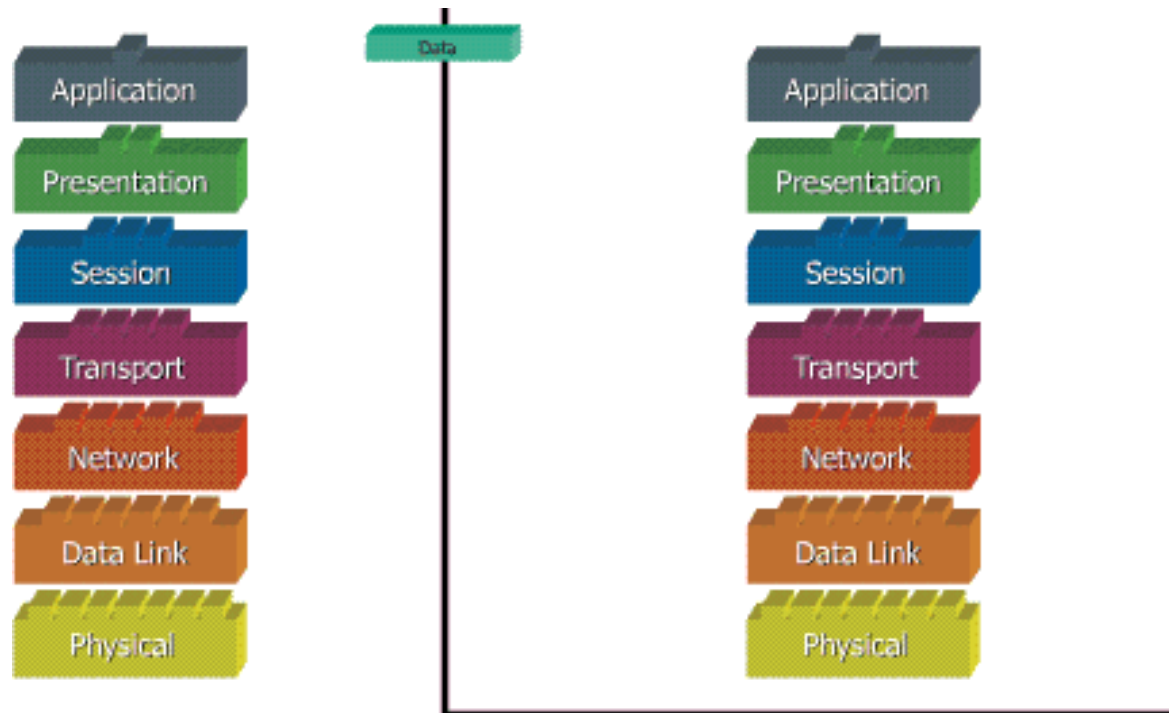 Application
Presentation
Session
Transport
Network
Data Link
Physical
Data
Application
Presentation
Session
Transport
Network
Data Link
Physical